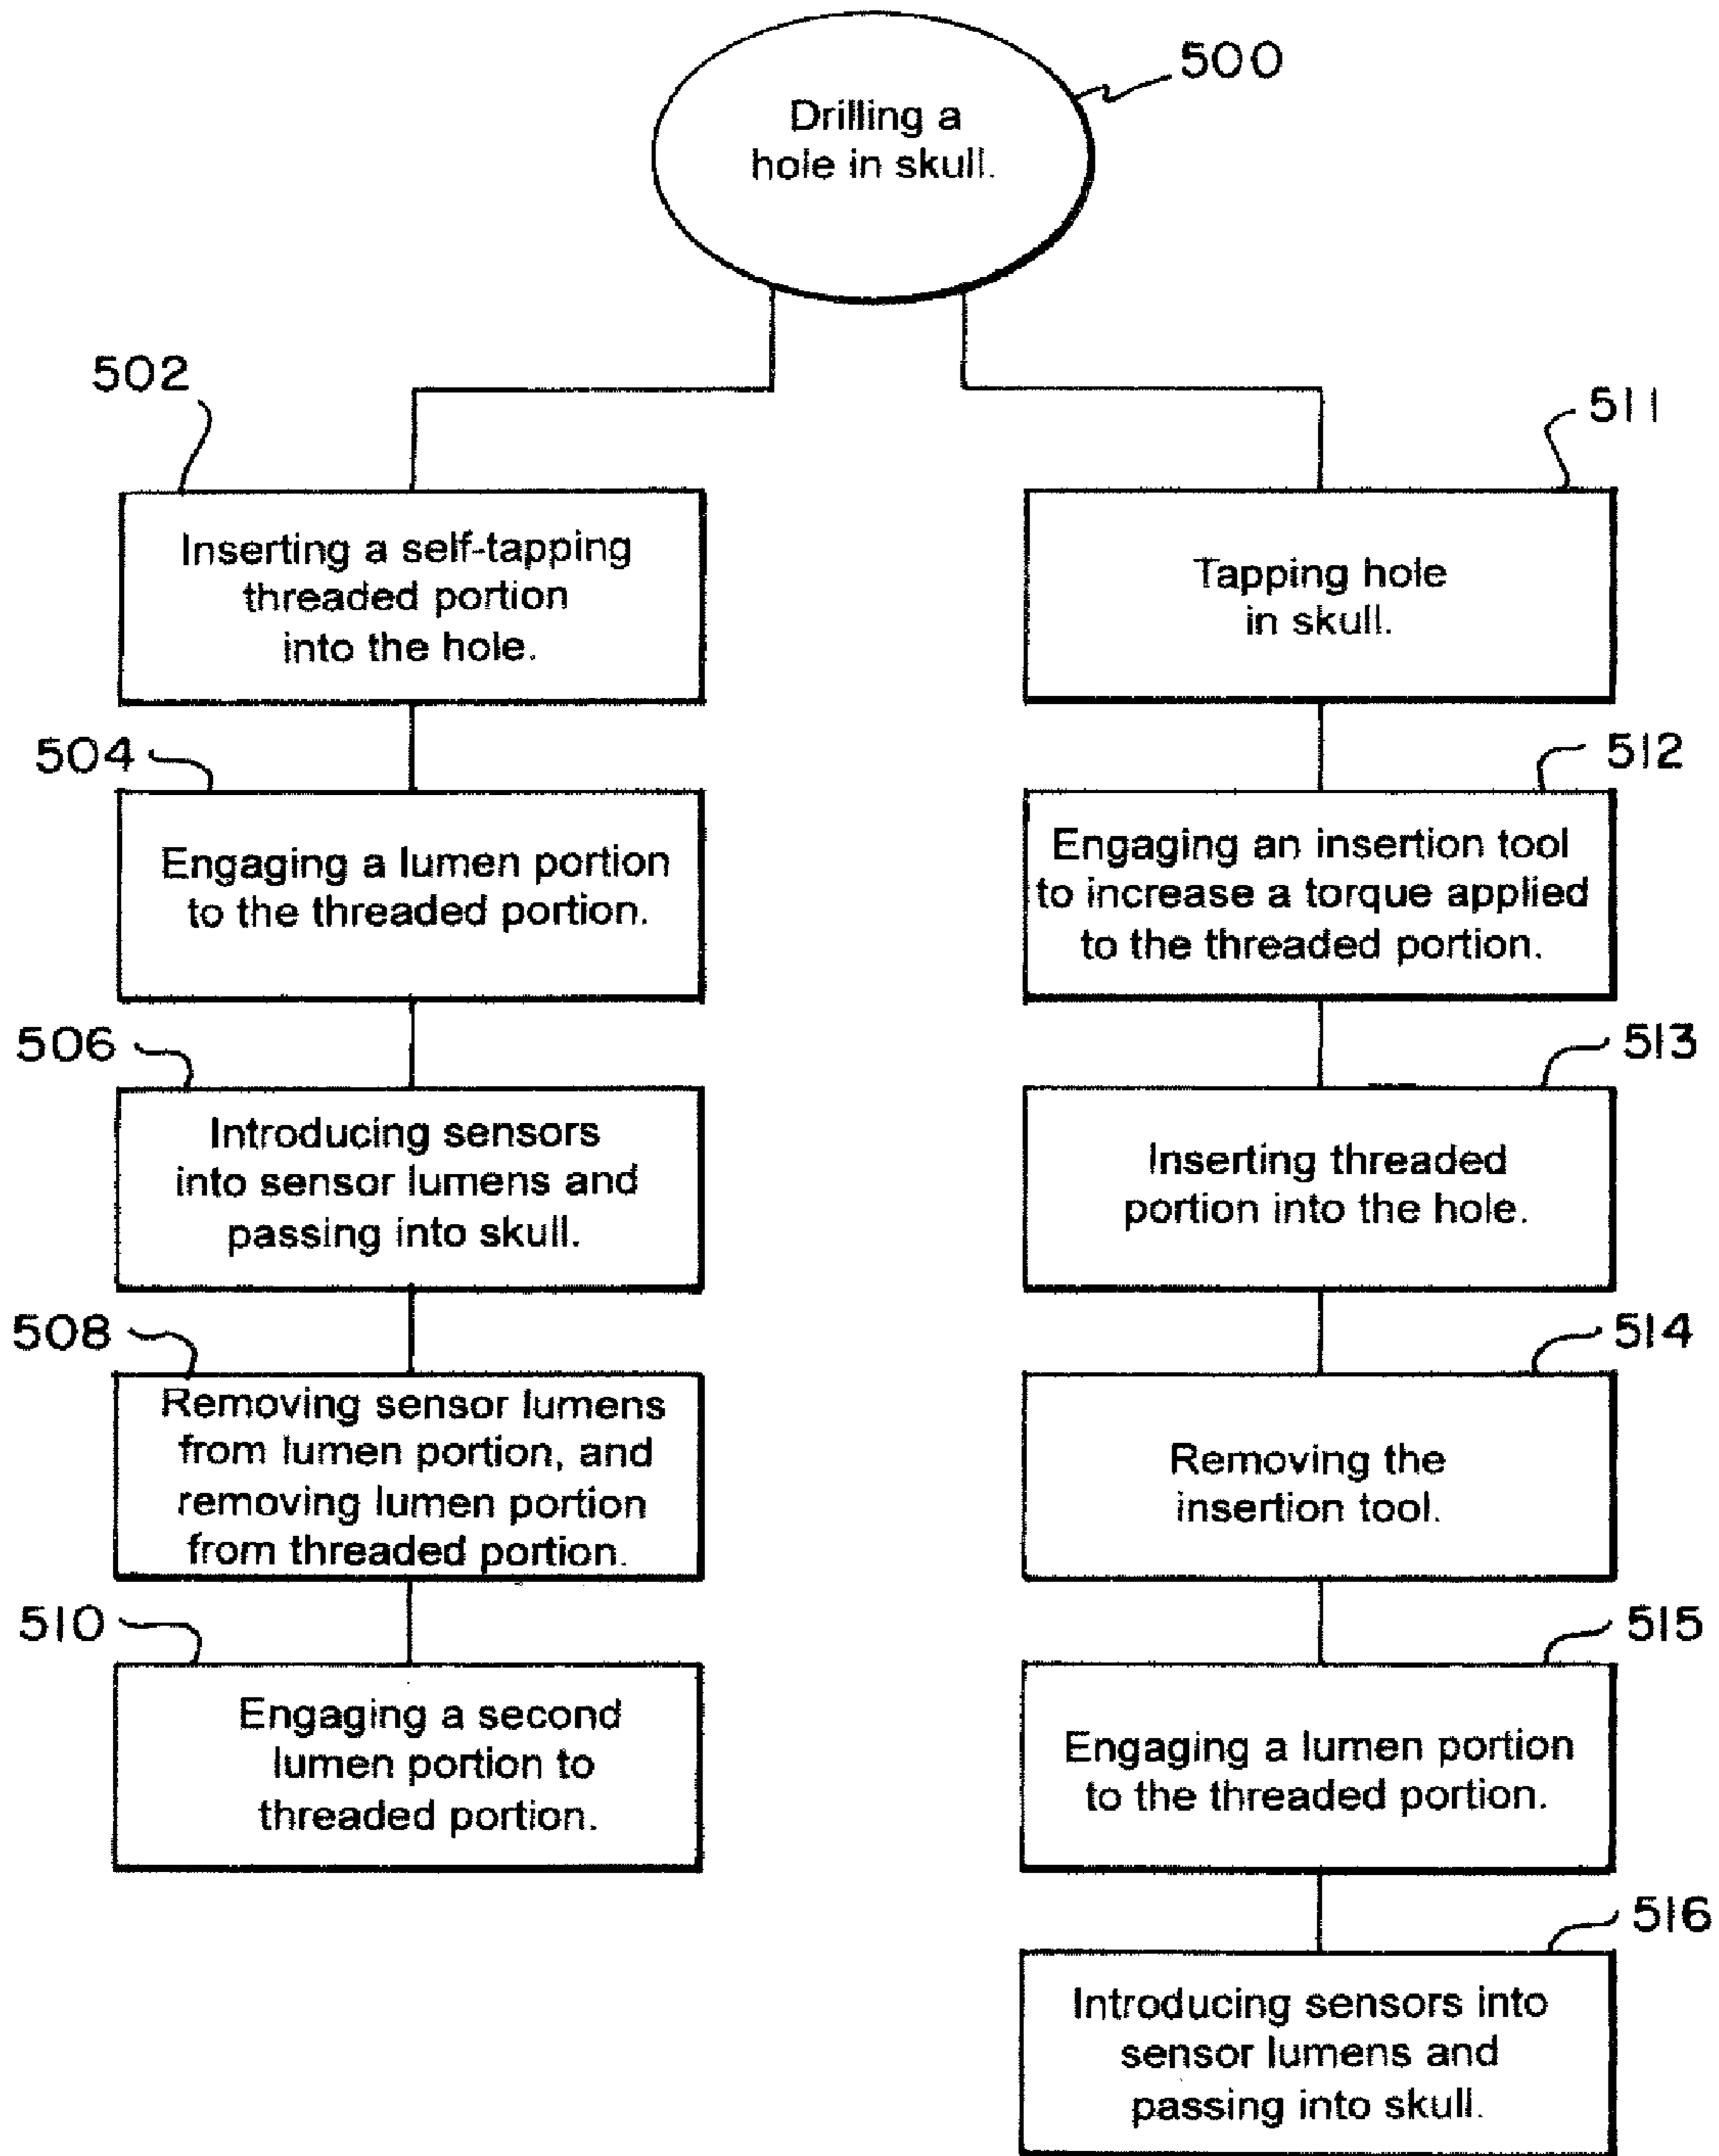 500
Drilling a
hole in skull.
502
Inserting a self-tapping
threaded portion
into the hole.
504
Engaging a lumen portion
to the threaded portion.
506
Introducing sensors
into sensor lumens and
passing into skull.
508
Removing sensor lumens
from lumen portion, and
removing lumen portion
from threaded portion.
510
Engaging a second
lumen portion to
threaded portion.
511
Tapping hole
in skull.
512
Engaging an insertion tool
to increase a torque applied
to the threaded portion.
513
Inserting threaded
portion into the hole.
514
Removing the
insertion tool.
515
Engaging a lumen portion
to the threaded portion.
516
Introducing sensors into
sensor lumens and
passing into skull.